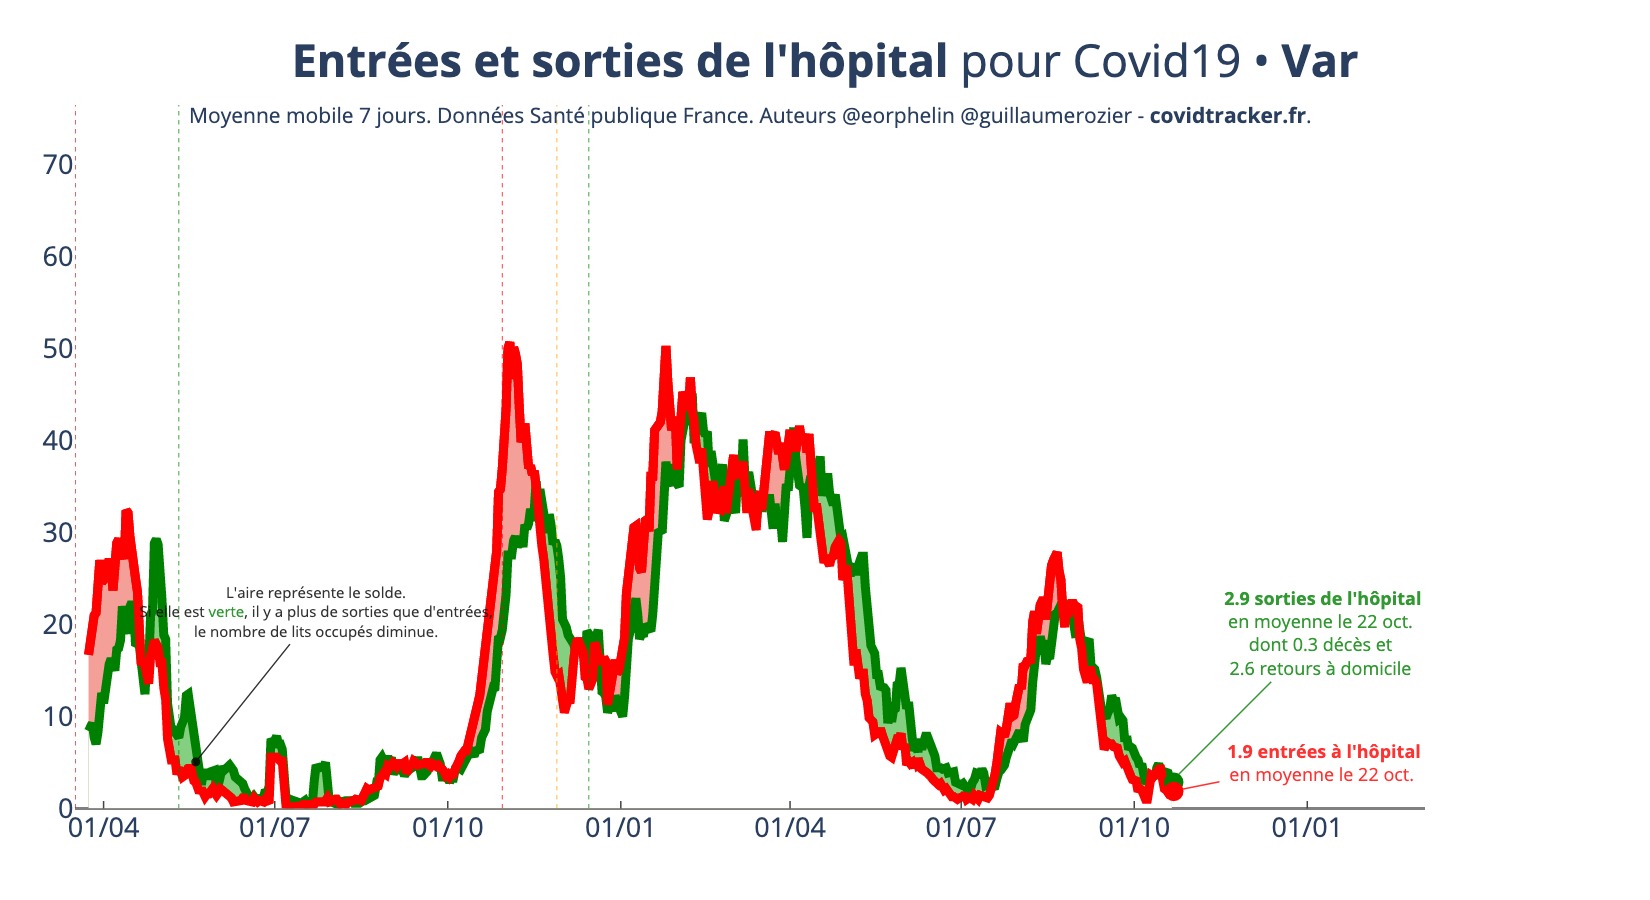 Entrées et sorties de l'hôpital pour Covid19 • Var
Moyenne mobile 7 jours. Données Santé publique France. Auteurs @eorphelin @guillaumerozier - covidtracker.fr.
70
60
50
40
30
20
10
0
L'aire représente le solde.
Si elle est verte, il y a plus de sorties que d'entrées,
le nombre de lits occupés diminue.
2.9 sorties de l'hôpital
en moyenne le 22 oct.
dont 0.3 décès et
2.6 retours à domicile
1.9 entrées à l'hôpital
en moyenne le 22 oct.
01/04 01/07 01/10 01/01 01/04 01/07 01/10 01/01